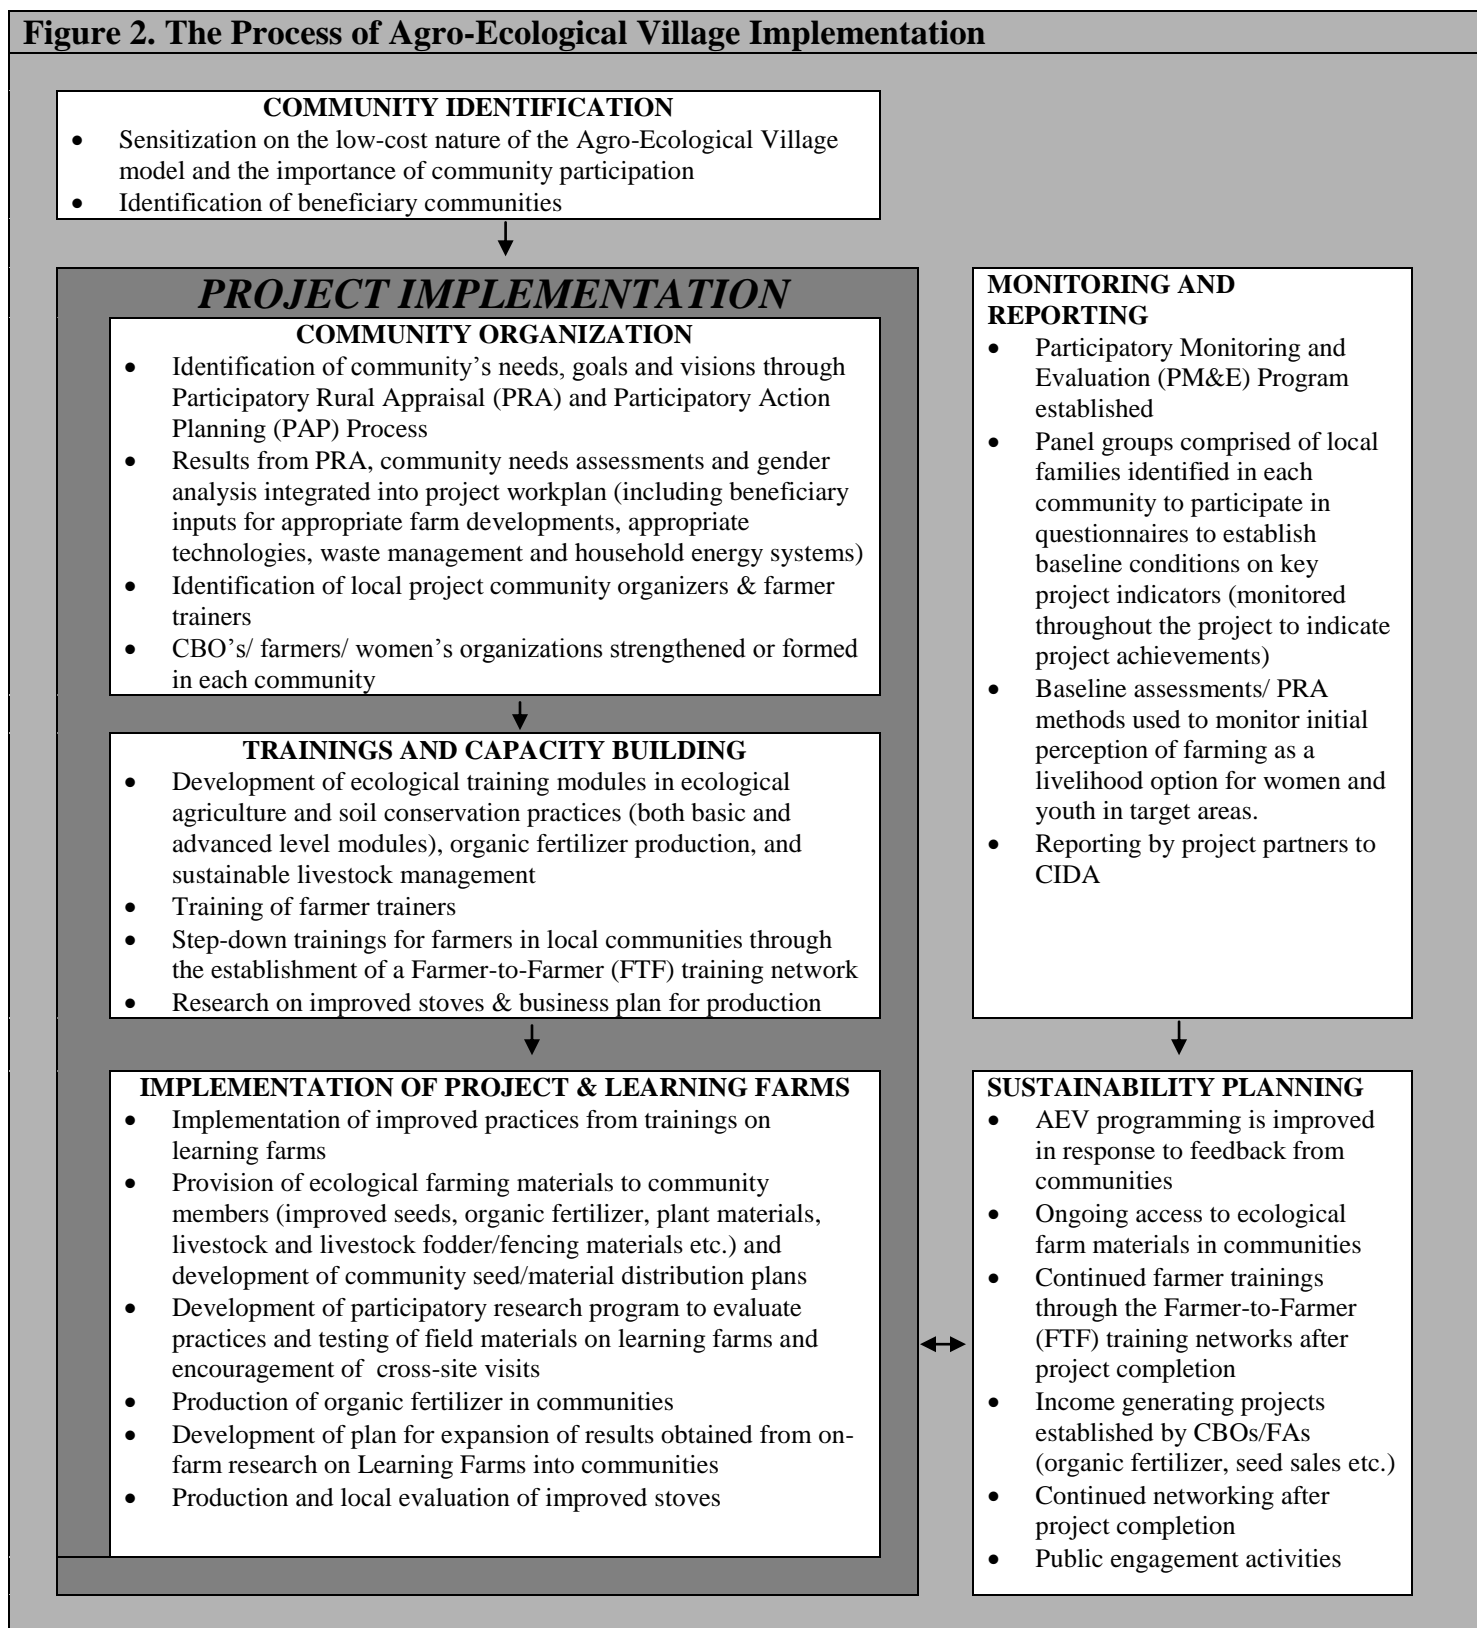 Figure 2. The Process of Agro-Ecological Village Implementation
COMMUNITY IDENTIFICATION
• Sensitization on the low-cost nature of the Agro-Ecological Village
model and the importance of community participation
• Identification of beneficiary communities
PROJECT IMPLEMENTATION
COMMUNITY ORGANIZATION
• Identification of community’s needs, goals and visions through
Participatory Rural Appraisal (PRA) and Participatory Action
Planning (PAP) Process
• Results from PRA, community needs assessments and gender
analysis integrated into project workplan (including beneficiary
inputs for appropriate farm developments, appropriate
technologies, waste management and household energy systems)
• Identification of local project community organizers & farmer
trainers
• CBO’s/ farmers/ women’s organizations strengthened or formed
in each community
TRAININGS AND CAPACITY BUILDING
• Development of ecological training modules in ecological
agriculture and soil conservation practices (both basic and
advanced level modules), organic fertilizer production, and
sustainable livestock management
• Training of farmer trainers
• Step-down trainings for farmers in local communities through
the establishment of a Farmer-to-Farmer (FTF) training network
• Research on improved stoves & business plan for production
IMPLEMENTATION OF PROJECT & LEARNING FARMS
• Implementation of improved practices from trainings on
learning farms
• Provision of ecological farming materials to community
members (improved seeds, organic fertilizer, plant materials,
livestock and livestock fodder/fencing materials etc.) and
development of community seed/material distribution plans
• Development of participatory research program to evaluate
practices and testing of field materials on learning farms and
encouragement of cross-site visits
• Production of organic fertilizer in communities
• Development of plan for expansion of results obtained from on-
farm research on Learning Farms into communities
• Production and local evaluation of improved stoves
MONITORING AND
REPORTING
• Participatory Monitoring and
Evaluation (PM&E) Program
established
• Panel groups comprised of local
families identified in each
community to participate in
questionnaires to establish
baseline conditions on key
project indicators (monitored
throughout the project to indicate
project achievements)
• Baseline assessments/ PRA
methods used to monitor initial
perception of farming as a
livelihood option for women and
youth in target areas.
• Reporting by project partners to
CIDA
SUSTAINABILITY PLANNING
• AEV programming is improved
in response to feedback from
communities
• Ongoing access to ecological
farm materials in communities
• Continued farmer trainings
through the Farmer-to-Farmer
(FTF) training networks after
project completion
• Income generating projects
established by CBOs/FAs
(organic fertilizer, seed sales etc.)
• Continued networking after
project completion
• Public engagement activities